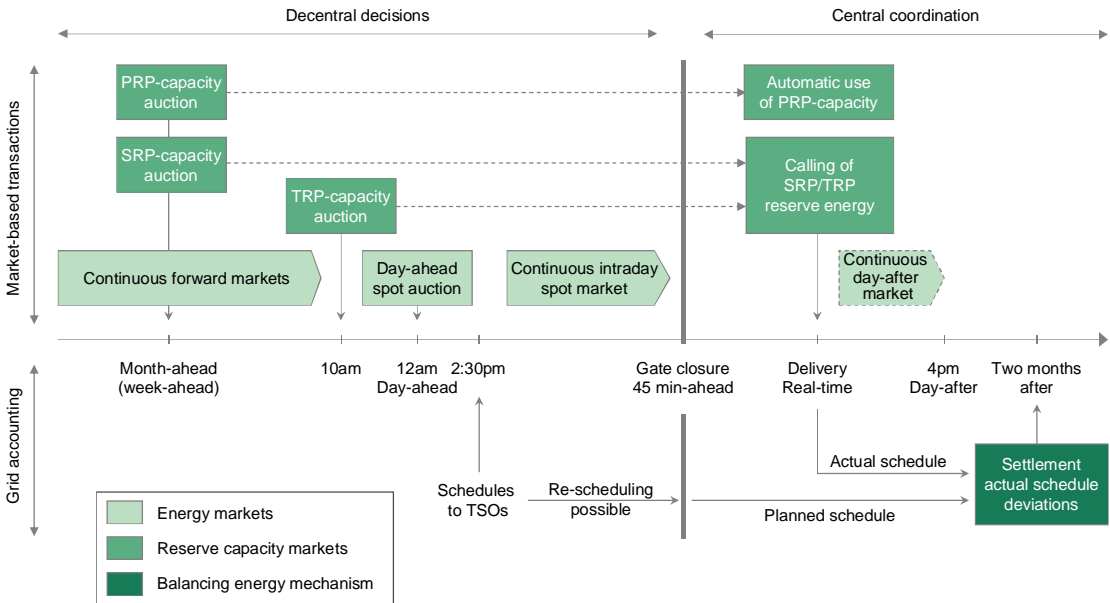 Decentral decisions
Central coordination
Market-based transactions
PRP-capacity
auction
Automatic use
of PRP-capacity
SRP-capacity
auction
Calling of
SRP/TRP
reserve energy
TRP-capacity
auction
Continuous forward markets
Day-ahead
spot auction
Continuous intraday
spot market
Continuous
day-after
market
Month-ahead
(week-ahead)
10am
12am
Day-ahead
2:30pm
Gate closure
45 min-ahead
Delivery
Real-time
4pm
Day-after
Two months
after
Grid accounting
Schedules
to TSOs
Re-scheduling
possible
Actual schedule
Planned schedule
Settlement
actual schedule
deviations
Energy markets
Reserve capacity markets
Balancing energy mechanism